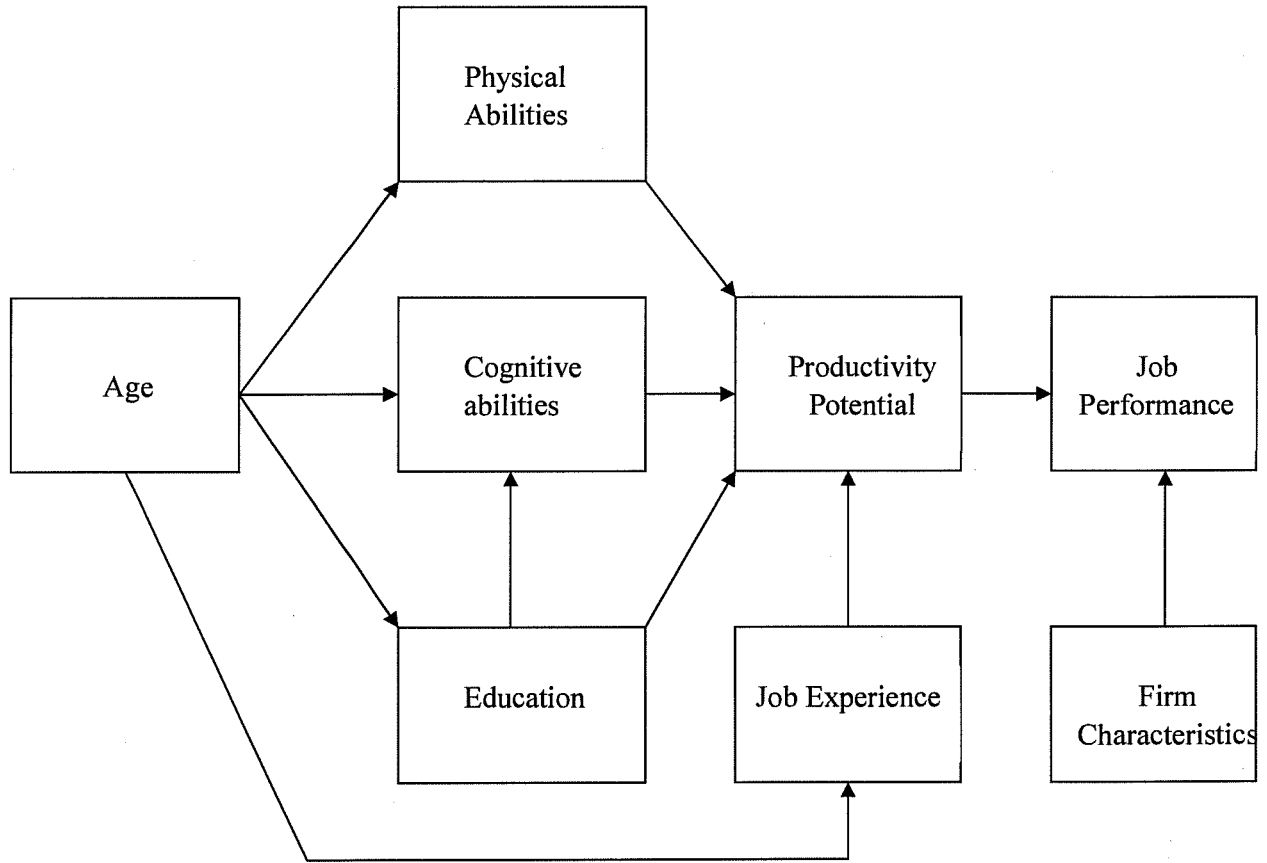 Physical
Abilities
Age
Cognitive
abilities
Productivity
Potential
Job
Performance
Education
Job Experience
Firm
Characteristics